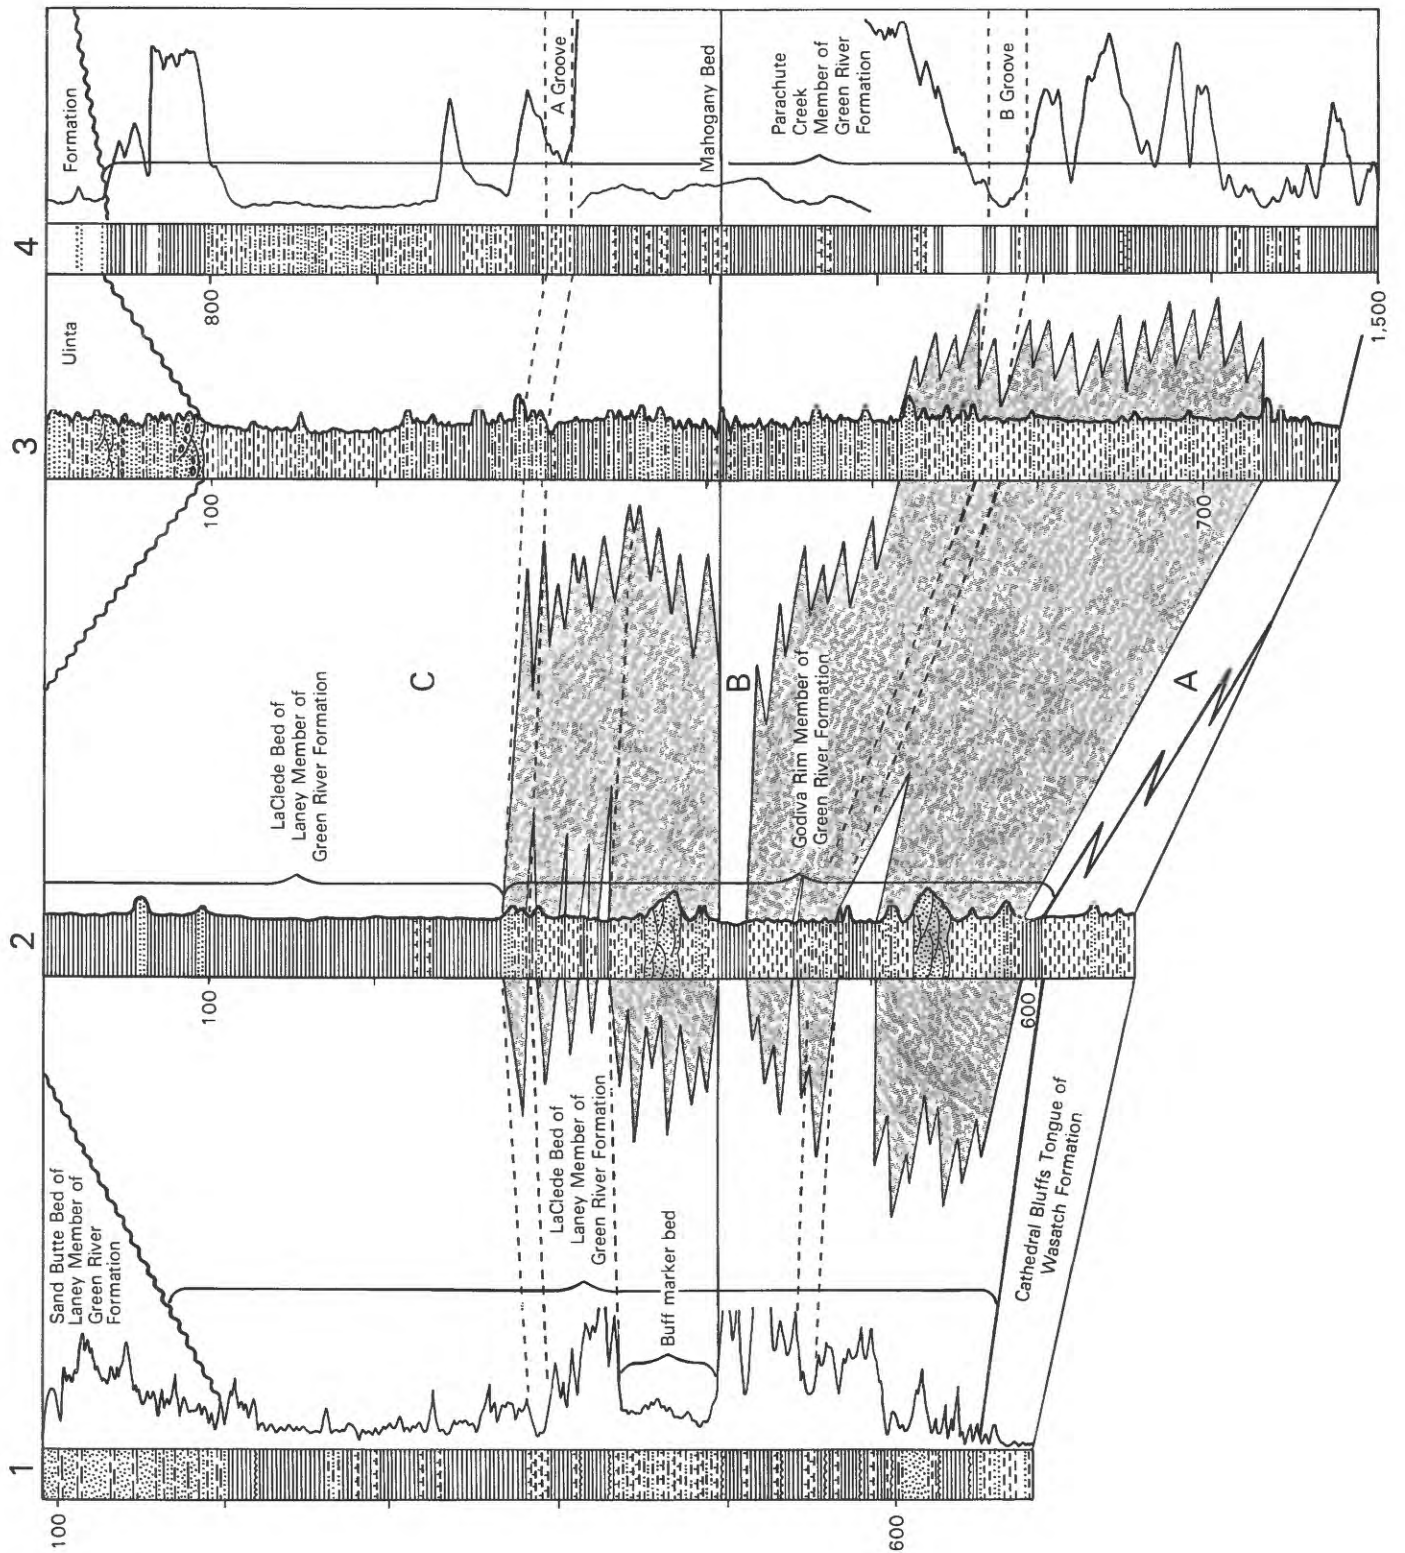 1
2
3
4
Sand Butte Bed of
Laney Member of
Green River
Formation
LaClede Bed of
Laney Member of
Green River Formation
Uinta
Formation
A Groove
Mahogany Bed
Parachute
Creek
Member of
Green River
Formation
B Groove
LaClede Bed of
Laney Member of
Green River Formation
Buff marker bed
Godiva Rim Member of
Green River Formation
Cathedral Bluffs Tongue of
Wasatch Formation
C
B
A
100
600
100
600
100
700
800
1,500